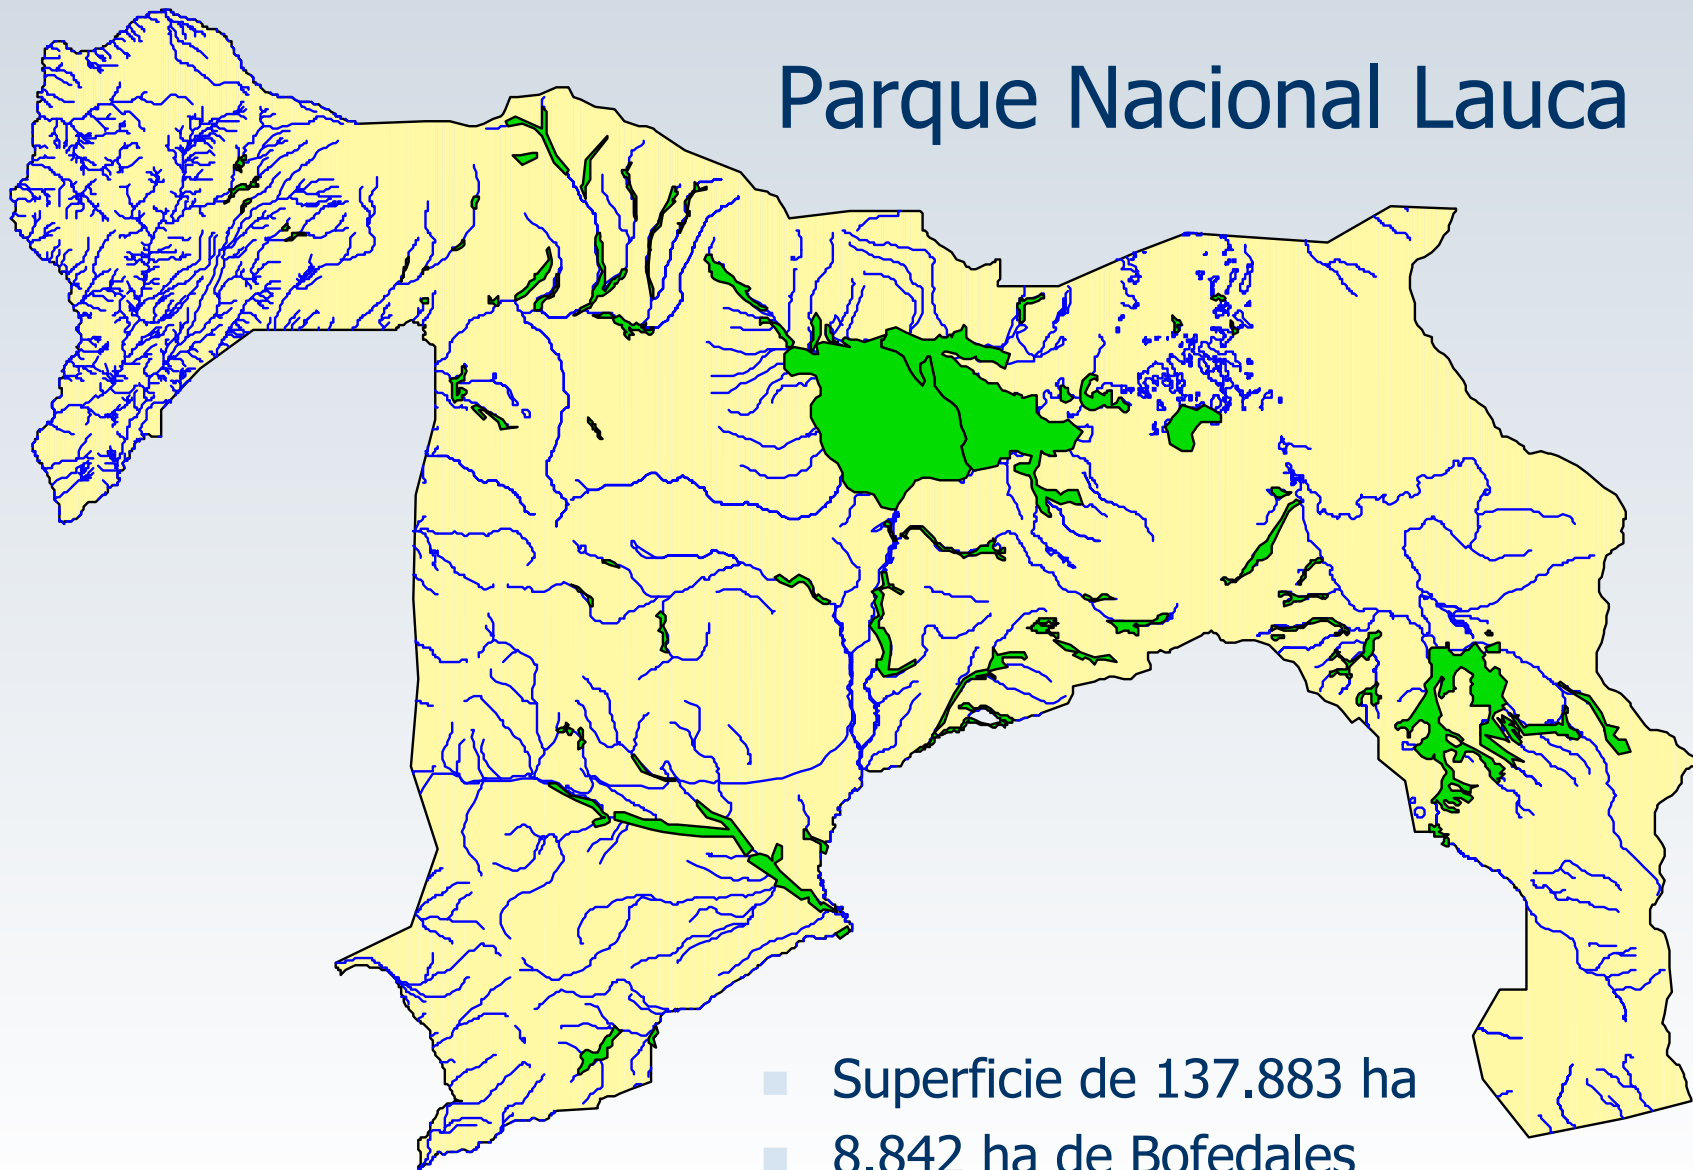 Parque Nacional Lauca
Superficie de 137.883 ha
8.842 ha de Bofedales